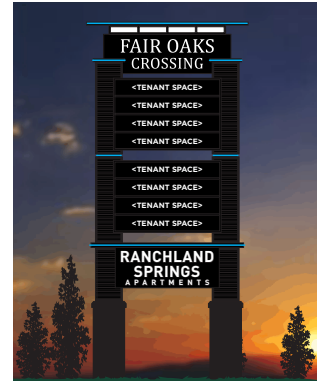 FAIR OAKS
CROSSING
<TENANT SPACE>
<TENANT SPACE>
<TENANT SPACE>
<TENANT SPACE>
<TENANT SPACE>
<TENANT SPACE>
<TENANT SPACE>
<TENANT SPACE>
RANCHLAND
SPRINGS
APARTMENTS